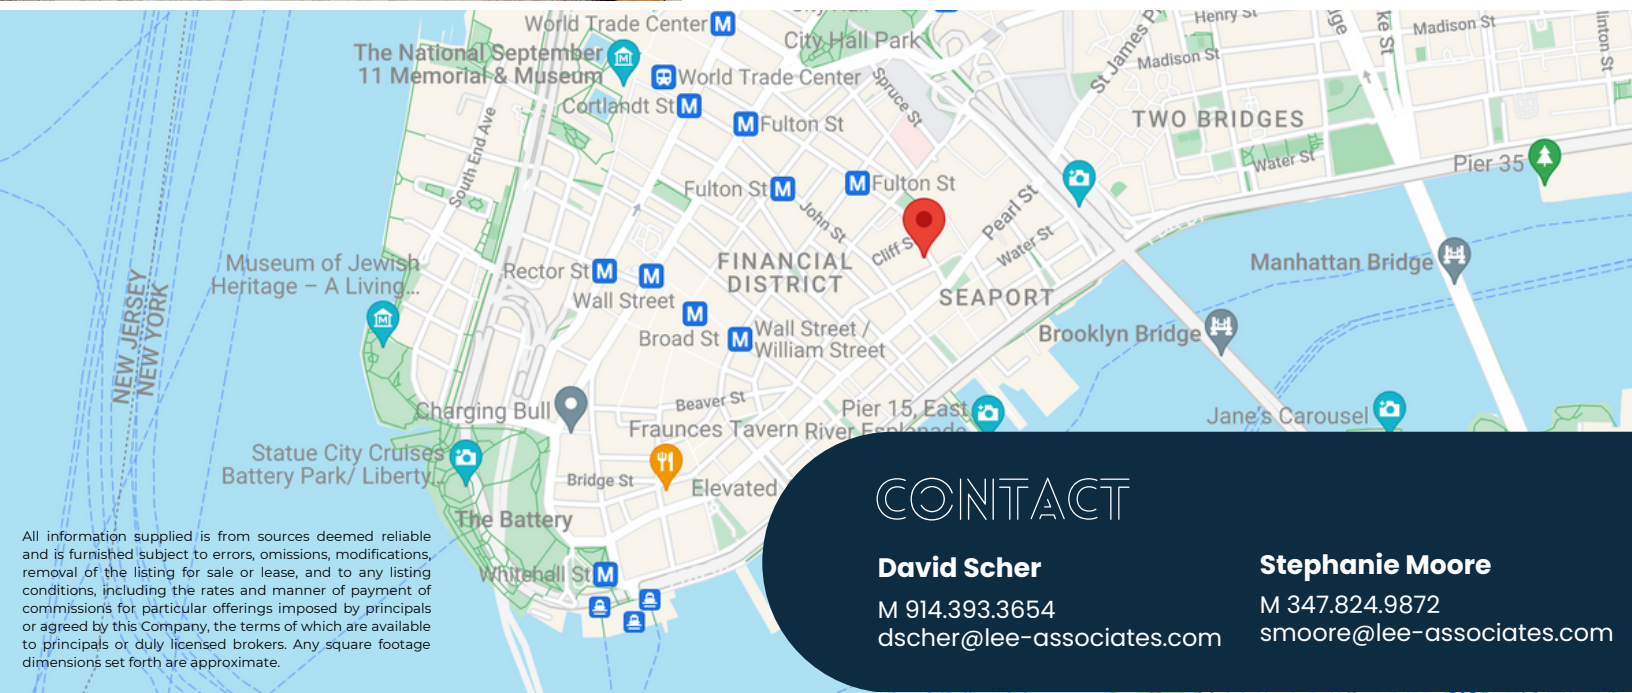 World Trade Center
City Hall Park
Henry St
Madison St
The National September
11 Memorial & Museum
World Trade Center
Spruce St
St James P
Madison St
Cortlandt St
Fulton St
TWO BRIDGES
South End Ave
Water St
Pier 35
Fulton St
Fulton St
John St
Pearl St
Cliff St
Water St
FINANCIAL
DISTRICT
SEAPORT
Manhattan Bridge
Museum of Jewish
Heritage – A Living...
Rector St
Wall Street
NEW JERSEY
NEW YORK
Broad St
Wall Street /
William Street
Brooklyn Bridge
Charging Bull
Beaver St
Pier 15, East
River Esplanade
Fraunces Tavern
Jane's Carousel
Statue City Cruises
Battery Park/ Liberty...
Bridge St
Elevated
The Battery
Whitehall St
All information supplied is from sources deemed reliable
and is furnished subject to errors, omissions, modifications,
removal of the listing for sale or lease, and to any listing
conditions, including the rates and manner of payment of
commissions for particular offerings imposed by principals
or agreed by this Company, the terms of which are available
to principals or duly licensed brokers. Any square footage
dimensions set forth are approximate.
CONTACT
David Scher
M 914.393.3654
dscher@lee-associates.com
Stephanie Moore
M 347.824.9872
smoore@lee-associates.com